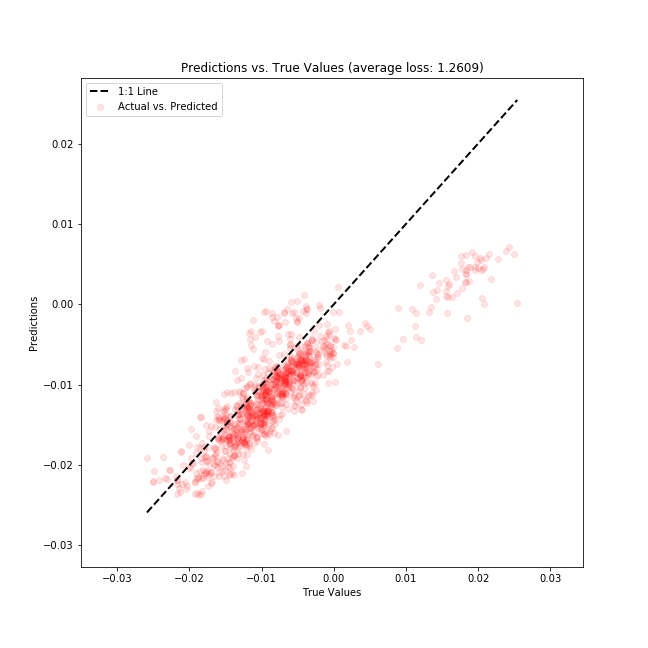 Predictions vs. True Values (average loss: 1.2609)
1:1 Line
Actual vs. Predicted
0.02
0.01
0.00
−0.01
−0.02
−0.03
Predictions
−0.03 −0.02 −0.01 0.00 0.01 0.02 0.03
True Values